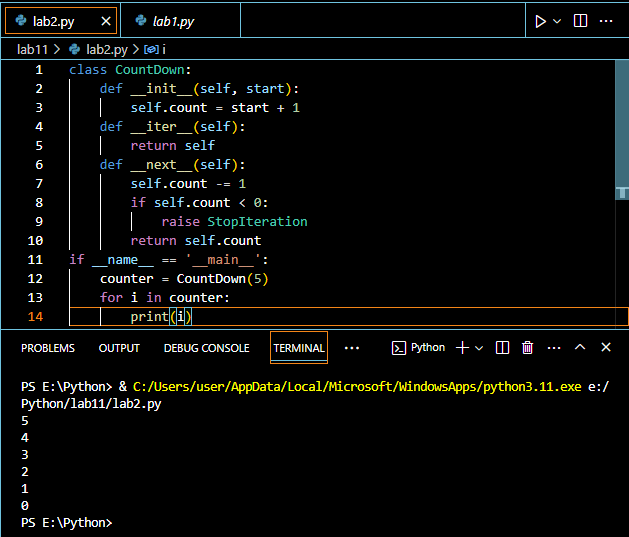 lab2.py lab1.py
lab11 > lab2.py > i
1 class CountDown:
2     def __init__(self, start):
3         self.count = start + 1
4     def __iter__(self):
5         return self
6     def __next__(self):
7         self.count -= 1
8         if self.count < 0:
9             raise StopIteration
10         return self.count
11 if __name__ == '__main__':
12     counter = CountDown(5)
13     for i in counter:
14         print(i)
PROBLEMS OUTPUT DEBUG CONSOLE TERMINAL ... Python
PS E:\Python> & C:/Users/user/AppData/Local/Microsoft/WindowsApps/python3.11.exe e:/
Python/lab11/lab2.py
5
4
3
2
1
0
PS E:\Python>